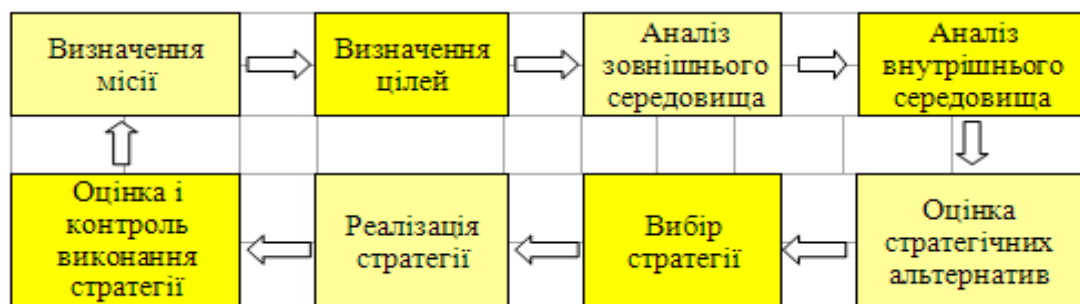 Визначення
місії
Визначення
цілей
Аналіз
зовнішнього
середовища
Аналіз
внутрішнього
середовища
Оцінка і
контроль
виконання
стратегії
Реалізація
стратегії
Вибір
стратегії
Оцінка
стратегічних
альтернатив